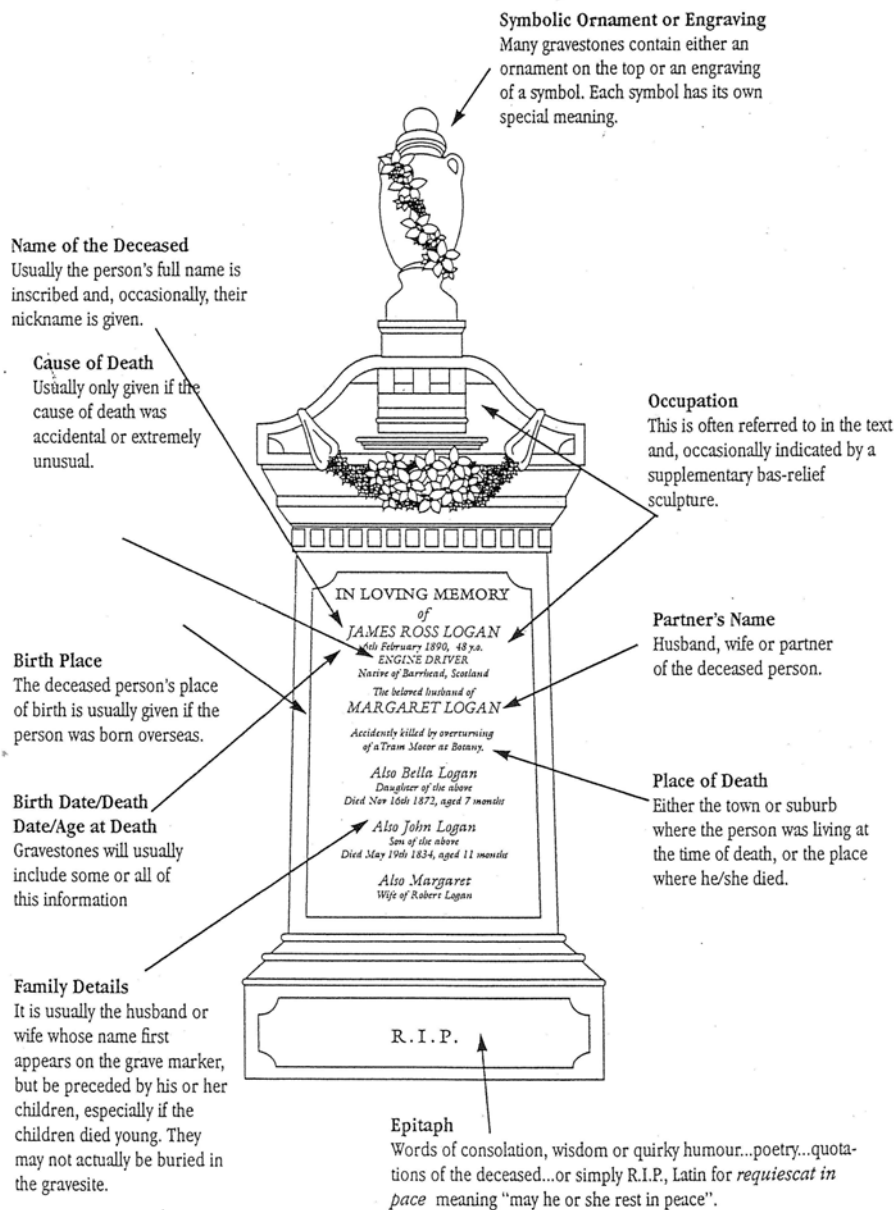 Symbolic Ornament or Engraving
Many gravestones contain either an
ornament on the top or an engraving
of a symbol. Each symbol has its own
special meaning.
Name of the Deceased
Usually the person's full name is
inscribed and, occasionally, their
nickname is given.
Cause of Death
Usually only given if the
cause of death was
accidental or extremely
unusual.
Occupation
This is often referred to in the text
and, occasionally indicated by a
supplementary bas-relief
sculpture.
Birth Place
The deceased person's place
of birth is usually given if the
person was born overseas.
Birth Date/Death
Date/Age at Death
Gravestones will usually
include some or all of
this information
Family Details
It is usually the husband or
wife whose name first
appears on the grave marker,
but be preceded by his or her
children, especially if the
children died young. They
may not actually be buried in
the gravesite.
IN LOVING MEMORY
of
JAMES ROSS LOGAN
February 1890, 48 y.o.
ENGINE DRIVER
Native of Barrhead, Scotland
The beloved husband of
MARGARET LOGAN
Accidently killed by overturning
of a Tram Motor at Botany.
Also Bella Logan
Daughter of the above
Died Nov 16th 1872, aged 7 months
Also John Logan
Son of the above
Died May 19th 1834, aged 11 months
Also Margaret
Wife of Robert Logan
R.I.P.
Partner's Name
Husband, wife or partner
of the deceased person.
Place of Death
Either the town or suburb
where the person was living at
the time of death, or the place
where he/she died.
Epitaph
Words of consolation, wisdom or quirky humour...poetry...quota-
tions of the deceased...or simply R.I.P., Latin for requiescat in
pace meaning "may he or she rest in peace".